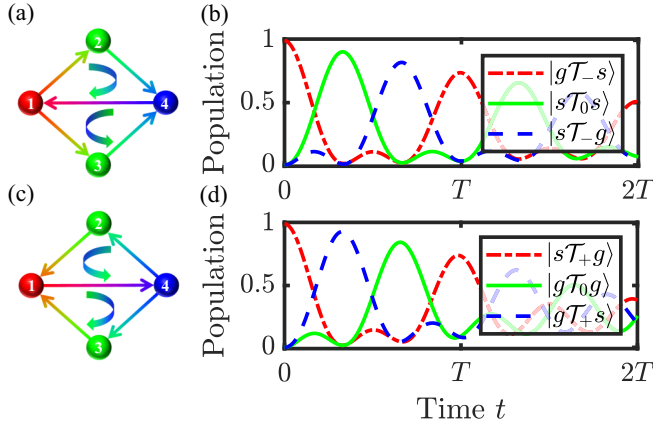 (a)
2
1
4
3
(b)
Population
1
0.5
0
0
T
2T
|g𝒯₋s⟩
|s𝒯₀s⟩
|s𝒯₋g⟩
(c)
2
1
4
3
(d)
Population
1
0.5
0
0
T
2T
|s𝒯₊g⟩
|g𝒯₀g⟩
|g𝒯₊s⟩
Time t